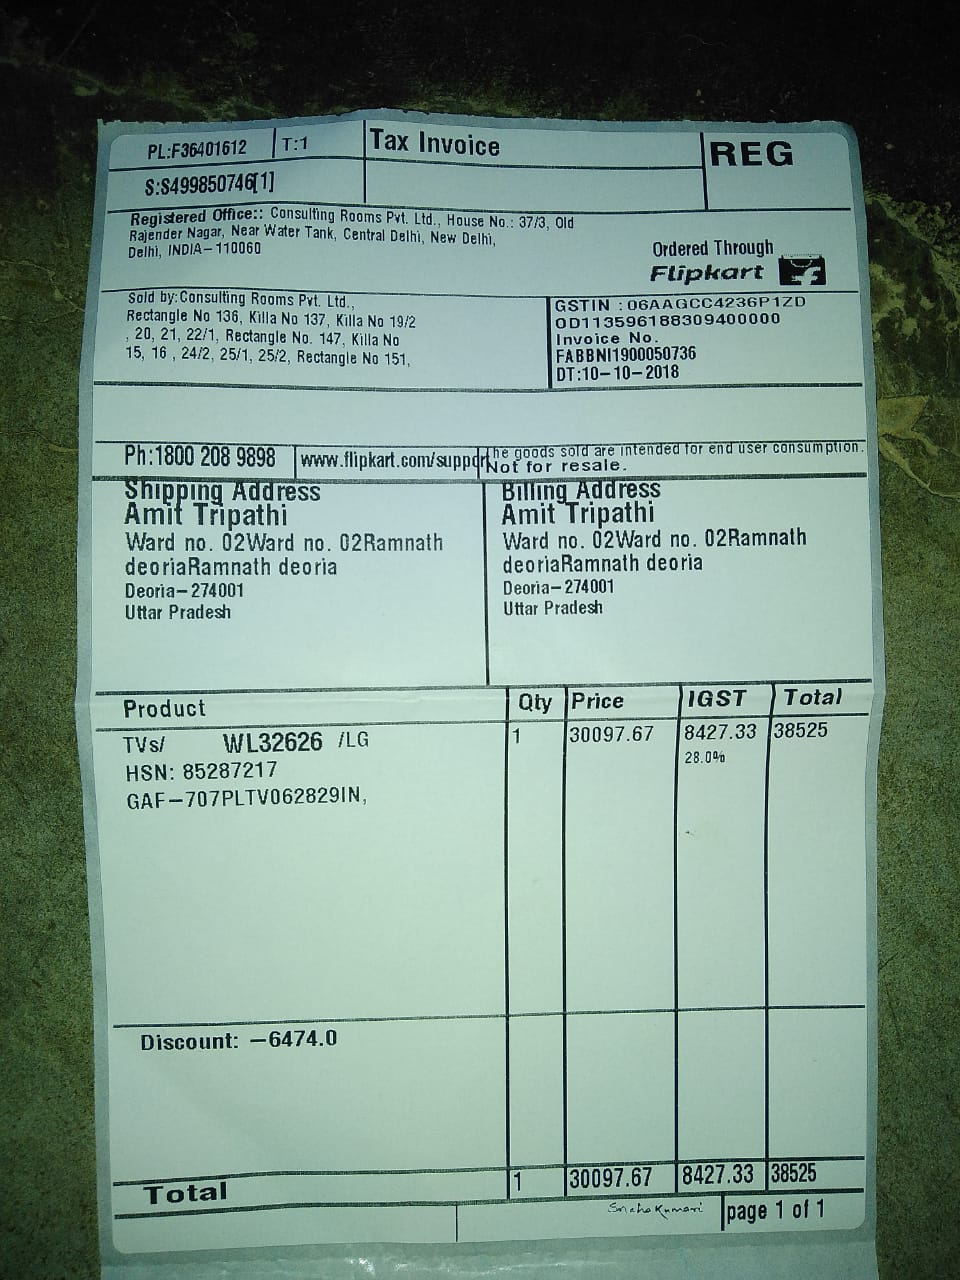 PL:F36401612 T:1 Tax Invoice REG
S:S499850746[1]
Registered Office:: Consulting Rooms Pvt. Ltd., House No.: 37/3, Old
Rajender Nagar, Near Water Tank, Central Delhi, New Delhi,
Delhi, INDIA-110060
Ordered Through
Flipkart
Sold by:Consulting Rooms Pvt. Ltd.,
Rectangle No 136, Killa No 137, Killa No 19/2
, 20, 21, 22/1, Rectangle No. 147, Killa No
15, 16 , 24/2, 25/1, 25/2, Rectangle No 151,
GSTIN : 06AAGCC4236P1ZD
OD113596188309400000
Invoice No.
FABBNI1900050736
DT:10-10-2018
Ph:1800 208 9898 www.flipkart.com/support
The goods sold are intended for end user consumption.
Not for resale.
Shipping Address
Amit Tripathi
Ward no. 02Ward no. 02Ramnath
deoriaRamnath deoria
Deoria-274001
Uttar Pradesh
Billing Address
Amit Tripathi
Ward no. 02Ward no. 02Ramnath
deoriaRamnath deoria
Deoria-274001
Uttar Pradesh
Product Qty Price IGST Total
TVs/ WL32626 /LG 1 30097.67 8427.33 38525
HSN: 85287217 28.0%
GAF-707PLTV062829IN,
Discount: -6474.0
Total 1 30097.67 8427.33 38525
Sneha Kumari
page 1 of 1